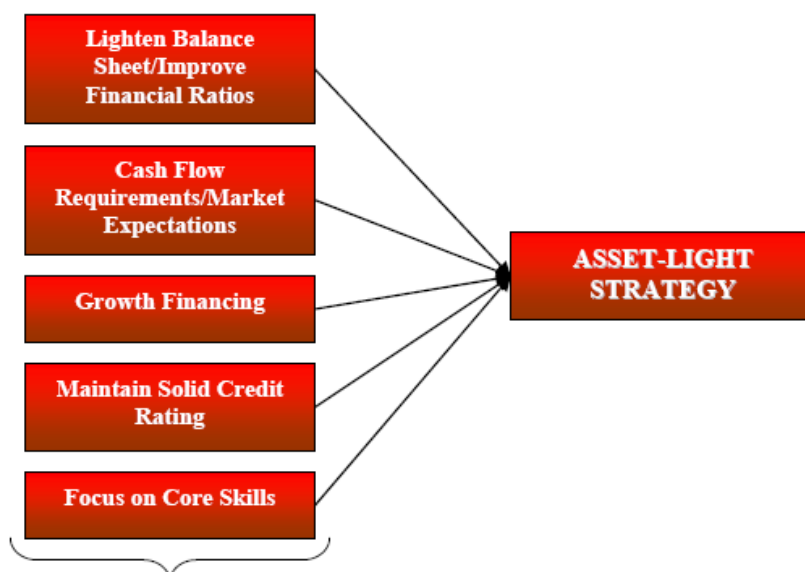 Lighten Balance
Sheet/Improve
Financial Ratios
Cash Flow
Requirements/Market
Expectations
Growth Financing
Maintain Solid Credit
Rating
Focus on Core Skills
ASSET-LIGHT
STRATEGY